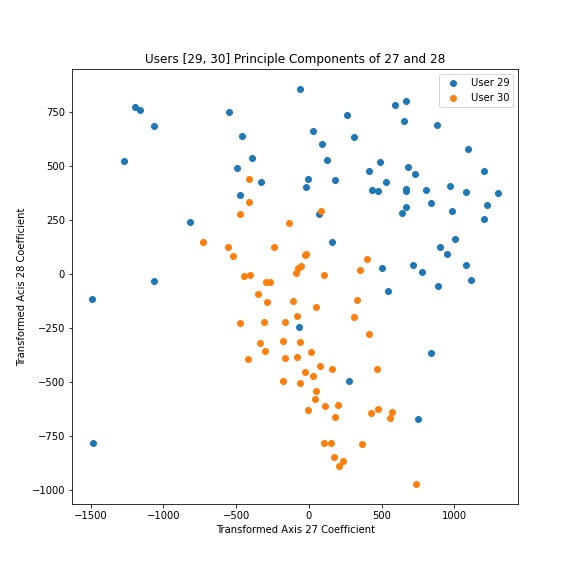 Users [29, 30] Principle Components of 27 and 28
User 29
User 30
Transformed Acis 28 Coefficient
750
500
250
0
−250
−500
−750
−1000
−1500
−1000
−500
0
500
1000
Transformed Axis 27 Coefficient